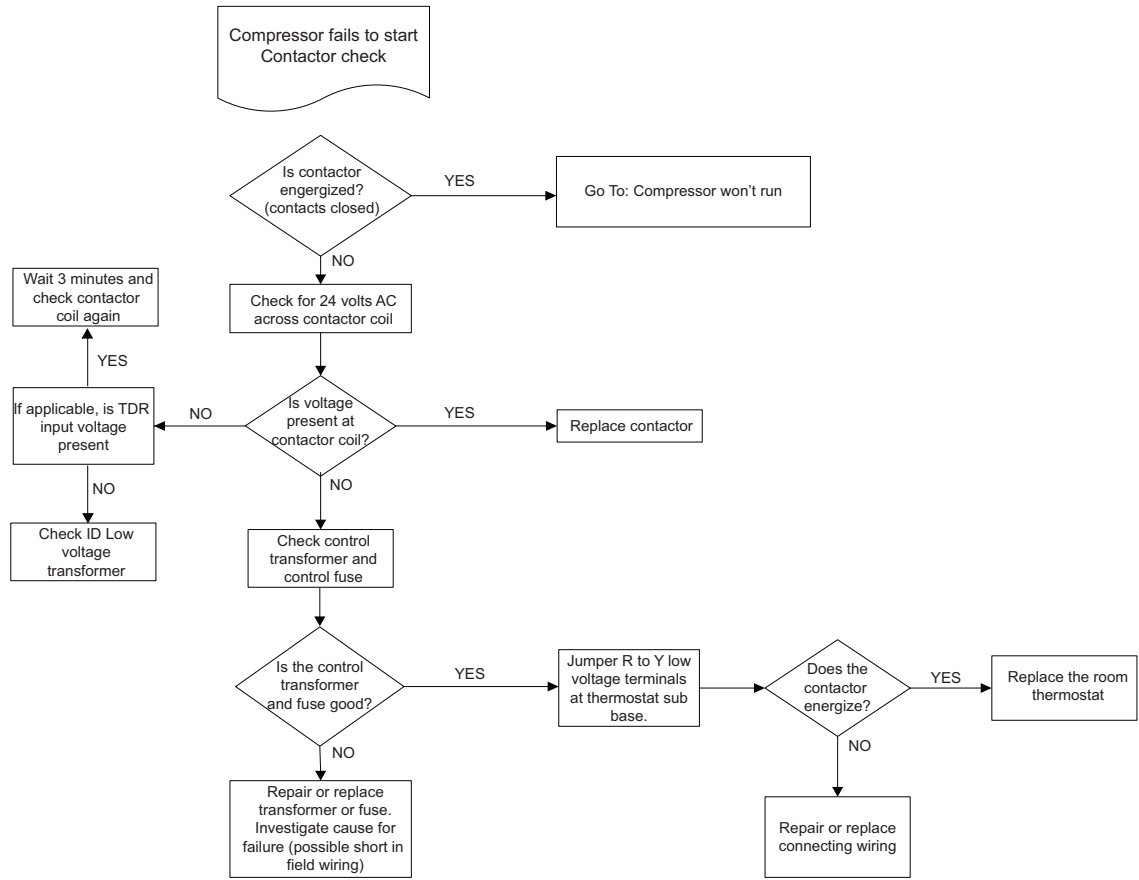 Compressor fails to start
Contactor check
Is contactor
engergized?
(contacts closed)
YES
Go To: Compressor won’t run
NO
Check for 24 volts AC
across contactor coil
Wait 3 minutes and
check contactor
coil again
YES
If applicable, is TDR
input voltage
present
NO
Is voltage
present at
contactor coil?
YES
Replace contactor
NO
Check ID Low
voltage
transformer
NO
Check control
transformer and
control fuse
Is the control
transformer
and fuse good?
YES
Jumper R to Y low
voltage terminals
at thermostat sub
base.
Does the
contactor
energize?
YES
Replace the room
thermostat
NO
Repair or replace
transformer or fuse.
Investigate cause for
failure (possible short in
field wiring)
NO
Repair or replace
connecting wiring